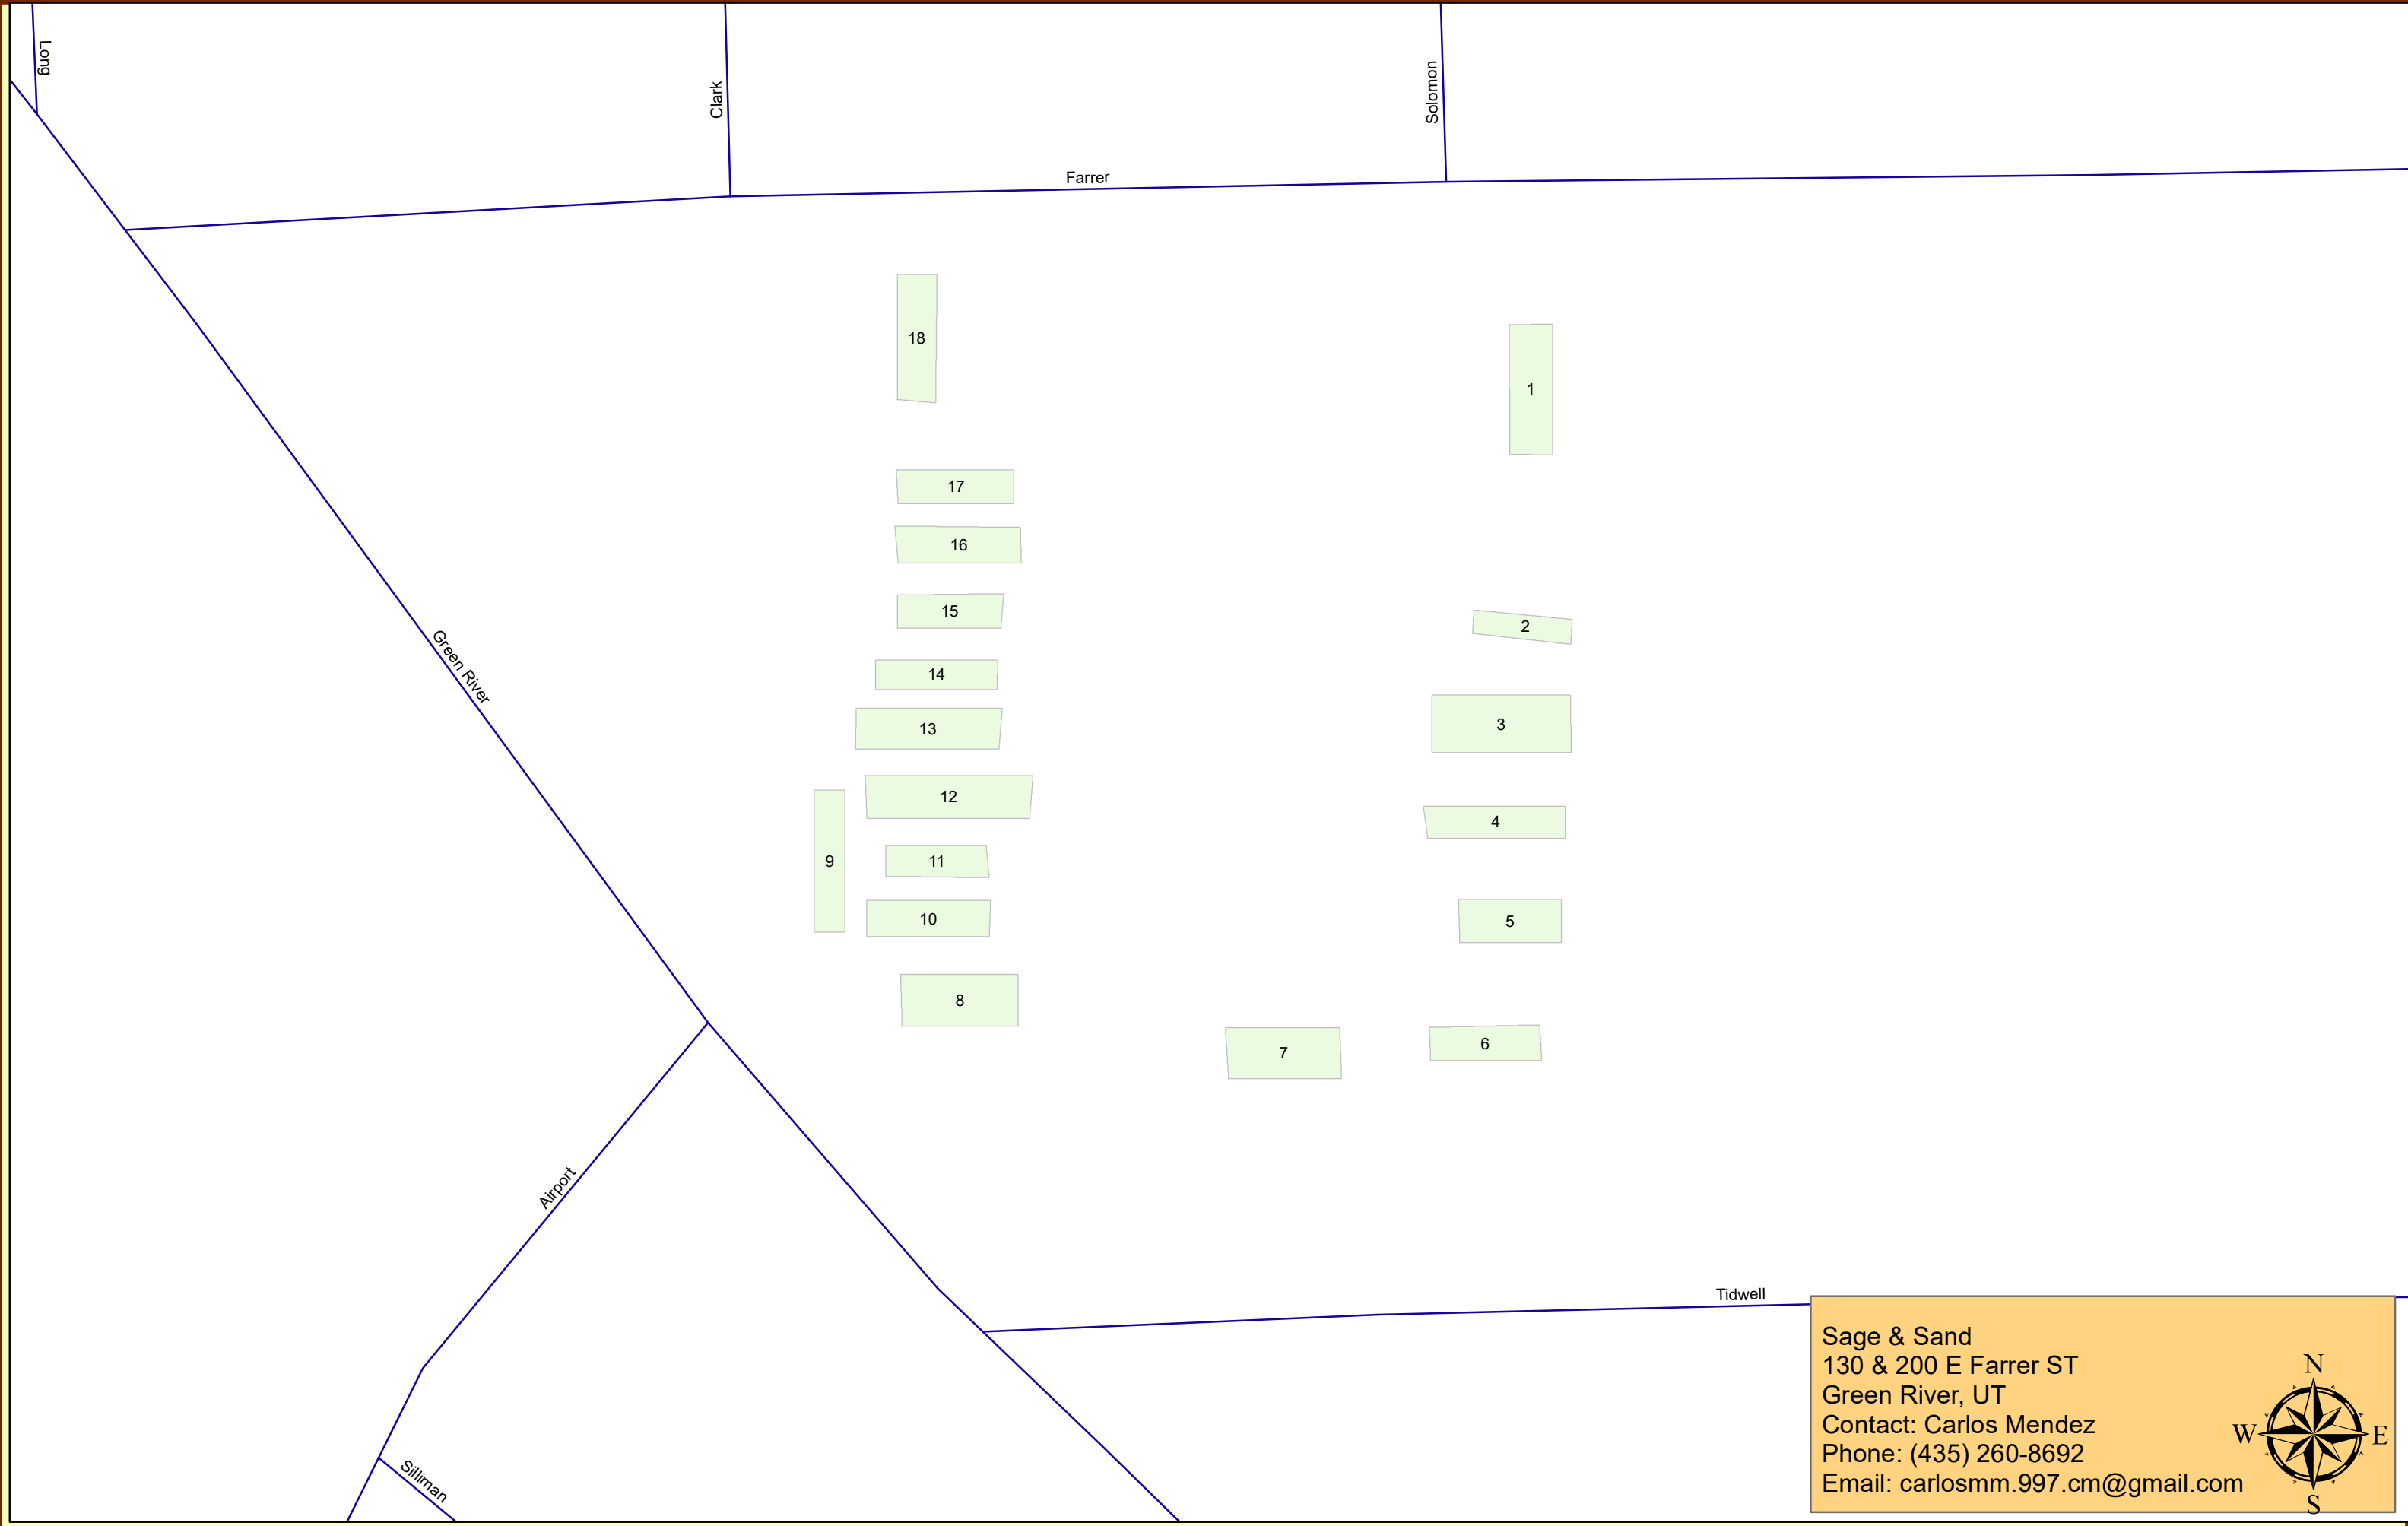 Long
Clark
Solomon
Farrer
18
1
17
16
15
2
14
3
13
12
4
9
11
10
5
8
6
7
Green River
Airport
Silliman
Tidwell
Sage & Sand
130 & 200 E Farrer ST
Green River, UT
Contact: Carlos Mendez
Phone: (435) 260-8692
Email: carlosmm.997.cm@gmail.com
N
W
E
S